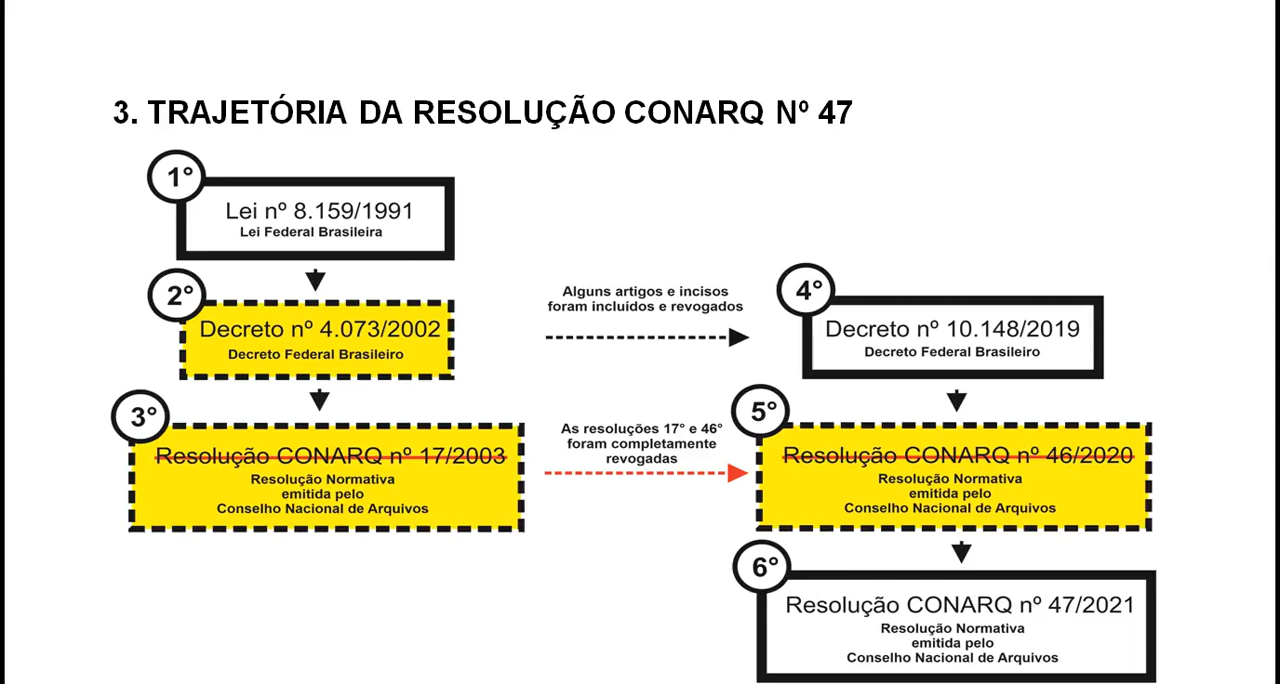 3. TRAJETÓRIA DA RESOLUÇÃO CONARQ Nº 47
1°
Lei nº 8.159/1991
Lei Federal Brasileira
2°
Decreto nº 4.073/2002
Decreto Federal Brasileiro
3°
Resolução CONARQ nº 17/2003
Resolução Normativa
emitida pelo
Conselho Nacional de Arquivos
Alguns artigos e incisos
foram incluídos e revogados
As resoluções 17° e 46°
foram completamente
revogadas
4°
Decreto nº 10.148/2019
Decreto Federal Brasileiro
5°
Resolução CONARQ nº 46/2020
Resolução Normativa
emitida pelo
Conselho Nacional de Arquivos
6°
Resolução CONARQ nº 47/2021
Resolução Normativa
emitida pelo
Conselho Nacional de Arquivos